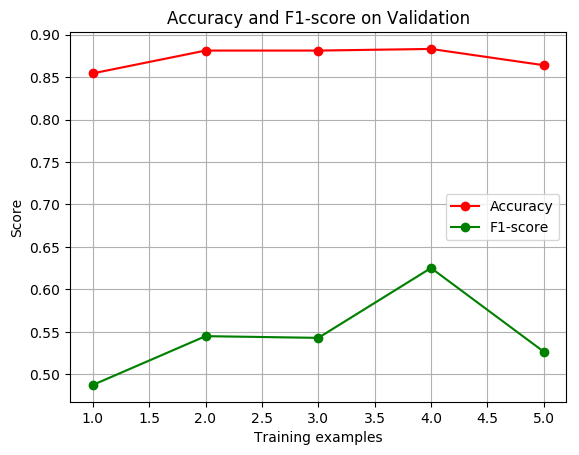 Accuracy and F1-score on Validation
0.90
0.85
0.80
0.75
0.70
0.65
0.60
0.55
0.50
Score
Accuracy
F1-score
1.0 1.5 2.0 2.5 3.0 3.5 4.0 4.5 5.0
Training examples